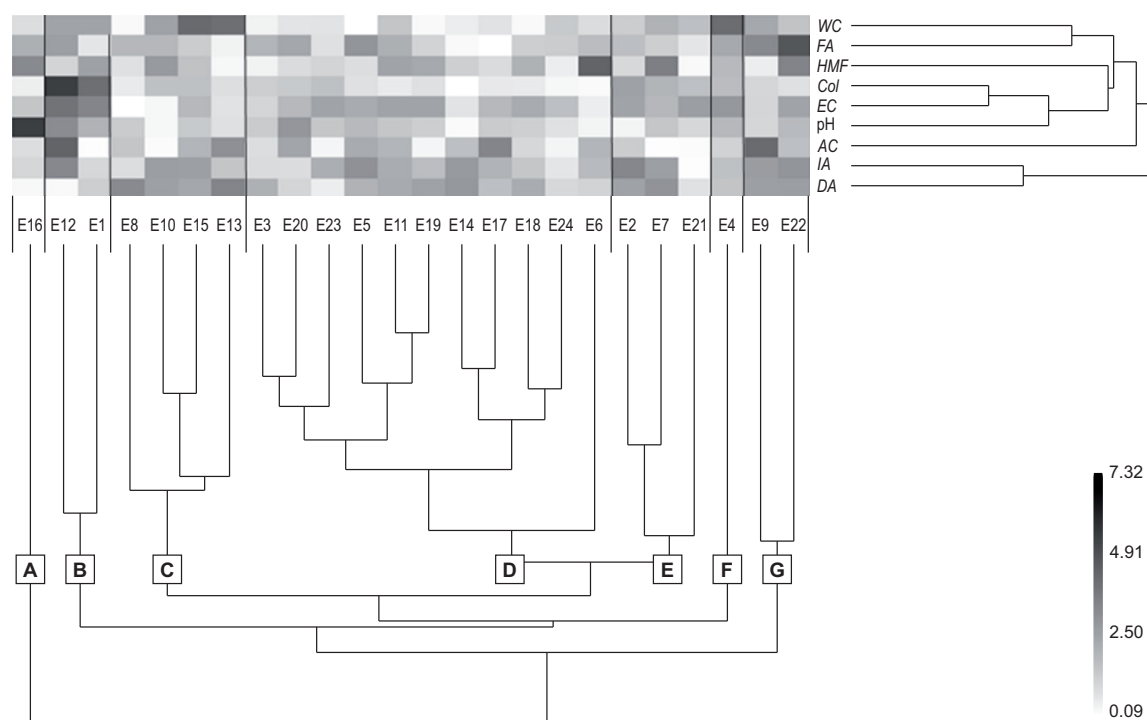 WC
FA
HMF
Col
EC
pH
AC
IA
DA
E16 E12 E1 E8 E10 E15 E13 E3 E20 E23 E5 E11 E19 E14 E17 E18 E24 E6 E2 E7 E21 E4 E9 E22
7.32
4.91
A B C D E F G
2.50
0.09